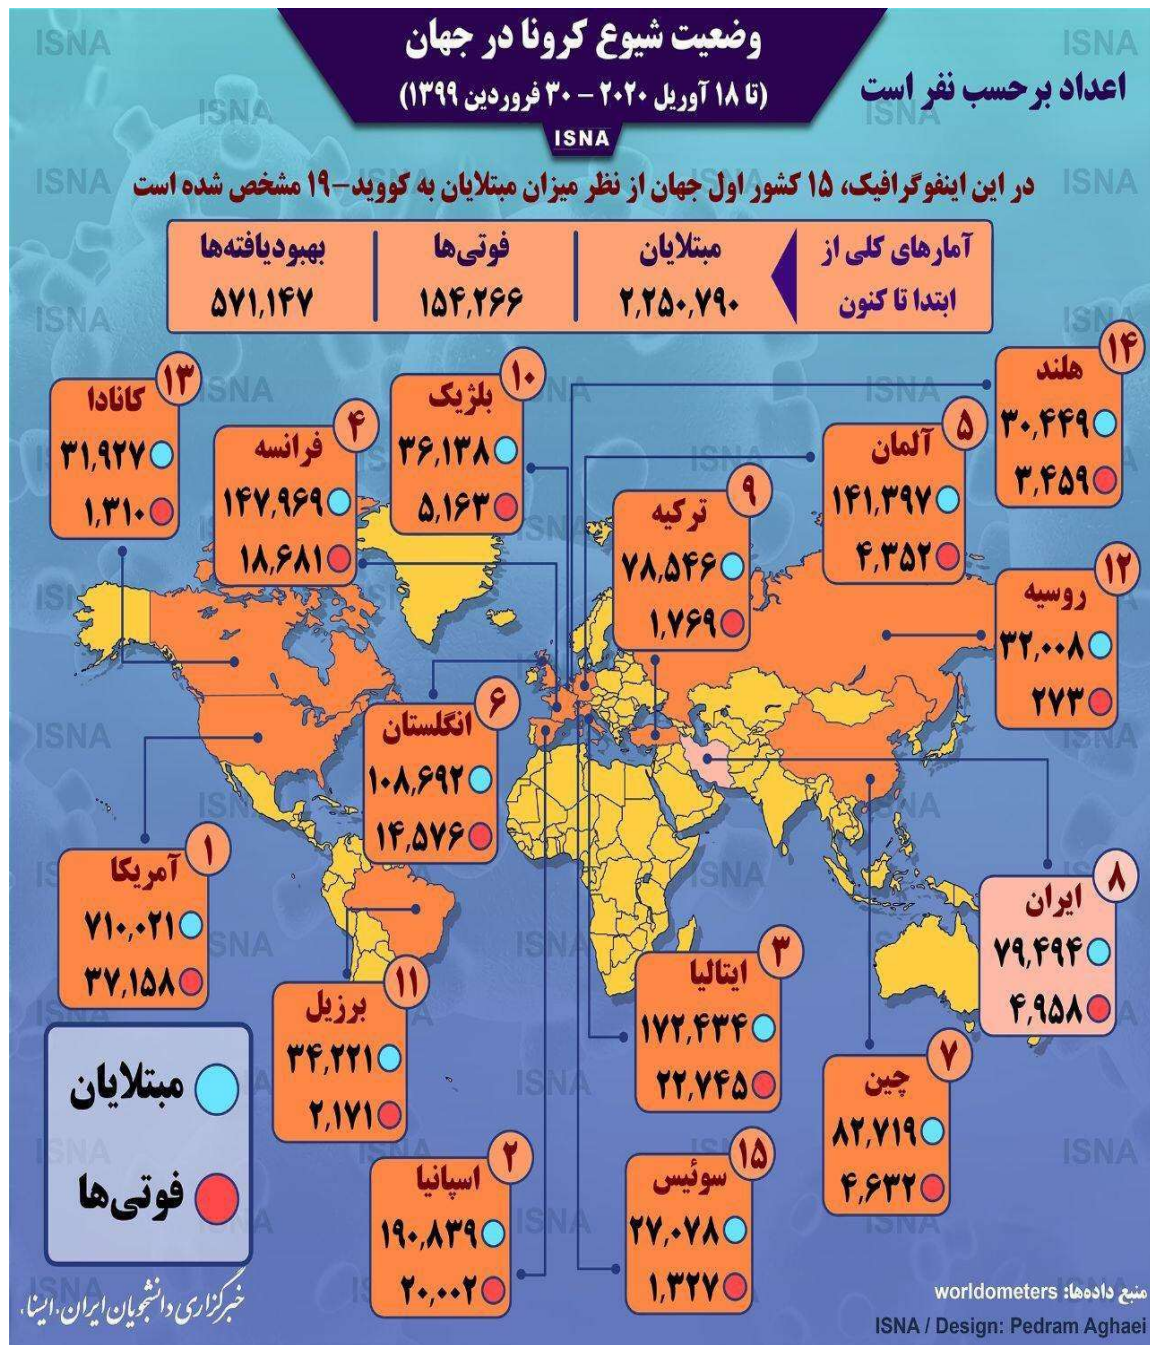 وضعیت شیوع کرونا در جهان
(تا ۱۸ آوریل ۲۰۲۰ – ۳۰ فروردین ۱۳۹۹)
ISNA
اعداد برحسب نفر است
در این اینفوگرافیک، ۱۵ کشور اول جهان از نظر میزان مبتلایان به کووید-۱۹ مشخص شده است
آمارهای کلی از
ابتدا تا کنون
مبتلایان
۲,۲۵۰,۷۹۰
فوتی‌ها
۱۵۴,۲۶۶
بهبودیافته‌ها
۵۷۱,۱۴۷
۱۴
هلند
۳۰,۴۴۹
۳,۴۵۹
۱۰
بلژیک
۳۶,۱۳۸
۵,۱۶۳
۱۳
کانادا
۳۱,۹۲۷
۱,۳۱۰
۵
آلمان
۱۴۱,۳۹۷
۴,۳۵۲
۴
فرانسه
۱۴۷,۹۶۹
۱۸,۶۸۱
۹
ترکیه
۷۸,۵۴۶
۱,۷۶۹
۱۲
روسیه
۳۲,۰۰۸
۲۷۳
۶
انگلستان
۱۰۸,۶۹۲
۱۴,۵۷۶
۱
آمریکا
۷۱۰,۰۲۱
۳۷,۱۵۸
۸
ایران
۷۹,۴۹۴
۴,۹۵۸
۳
ایتالیا
۱۷۲,۴۳۴
۲۲,۷۴۵
۱۱
برزیل
۳۴,۲۲۱
۲,۱۷۱
۷
چین
۸۲,۷۱۹
۴,۶۳۲
۱۵
سوئیس
۲۷,۰۷۸
۱,۳۲۷
۲
اسپانیا
۱۹۰,۸۳۹
۲۰,۰۰۲
مبتلایان
فوتی‌ها
خبرگزاری دانشجویان ایران، ایسنا،
منبع داده‌ها: worldometers
ISNA / Design: Pedram Aghaei